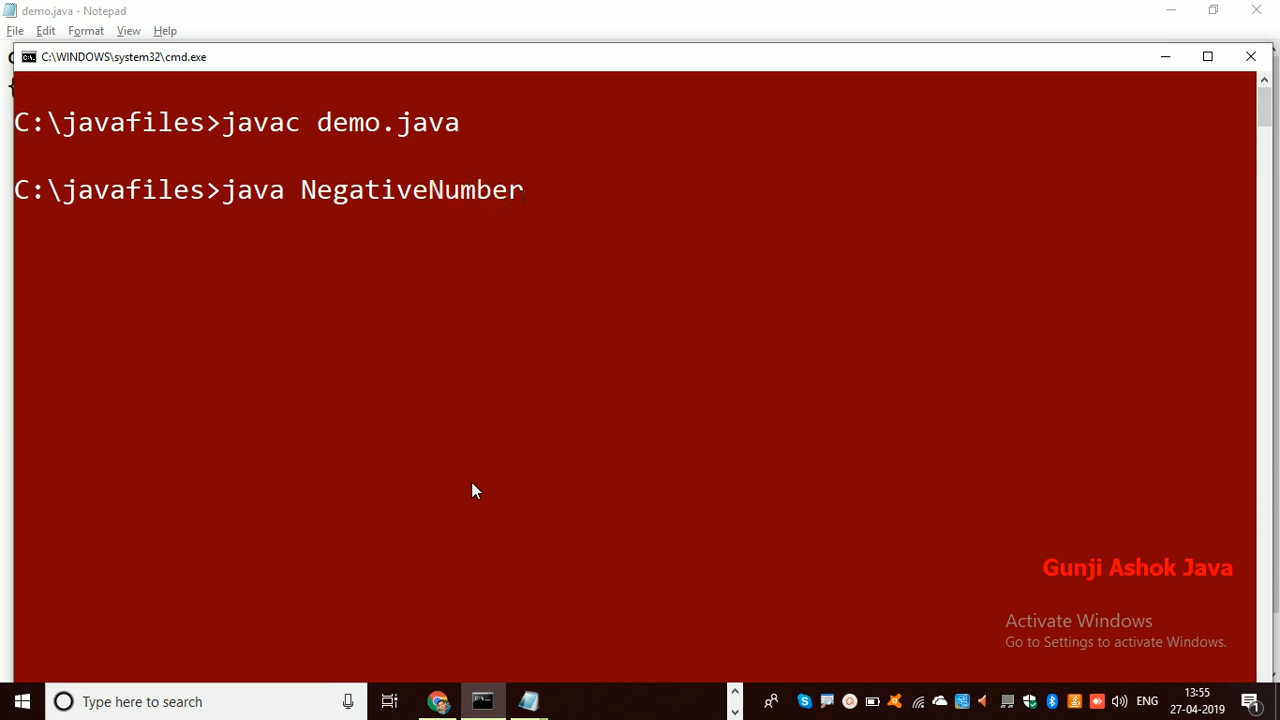 demo.java - Notepad
File Edit Format View Help
C:\WINDOWS\system32\cmd.exe
C:\javafiles>javac demo.java
C:\javafiles>java NegativeNumber
Gunji Ashok Java
Activate Windows
Go to Settings to activate Windows.
Type here to search
ENG
13:55
27-04-2019
1